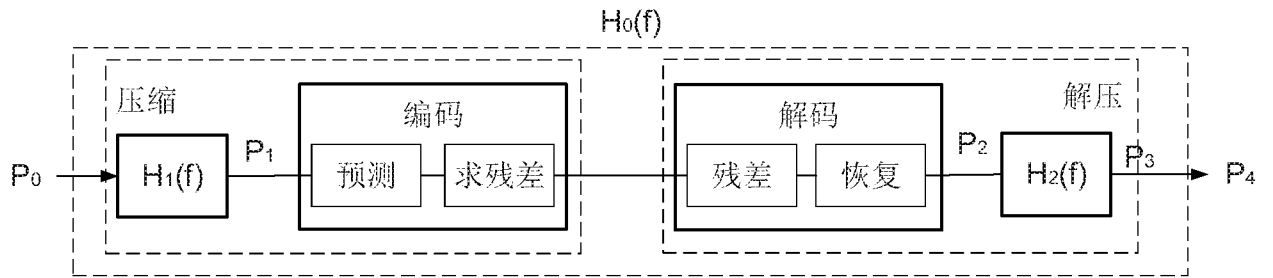 H₀(f)
压缩
解压
编码
解码
P₀
H₁(f)
P₁
预测
求残差
残差
恢复
P₂
H₂(f)
P₃
P₄